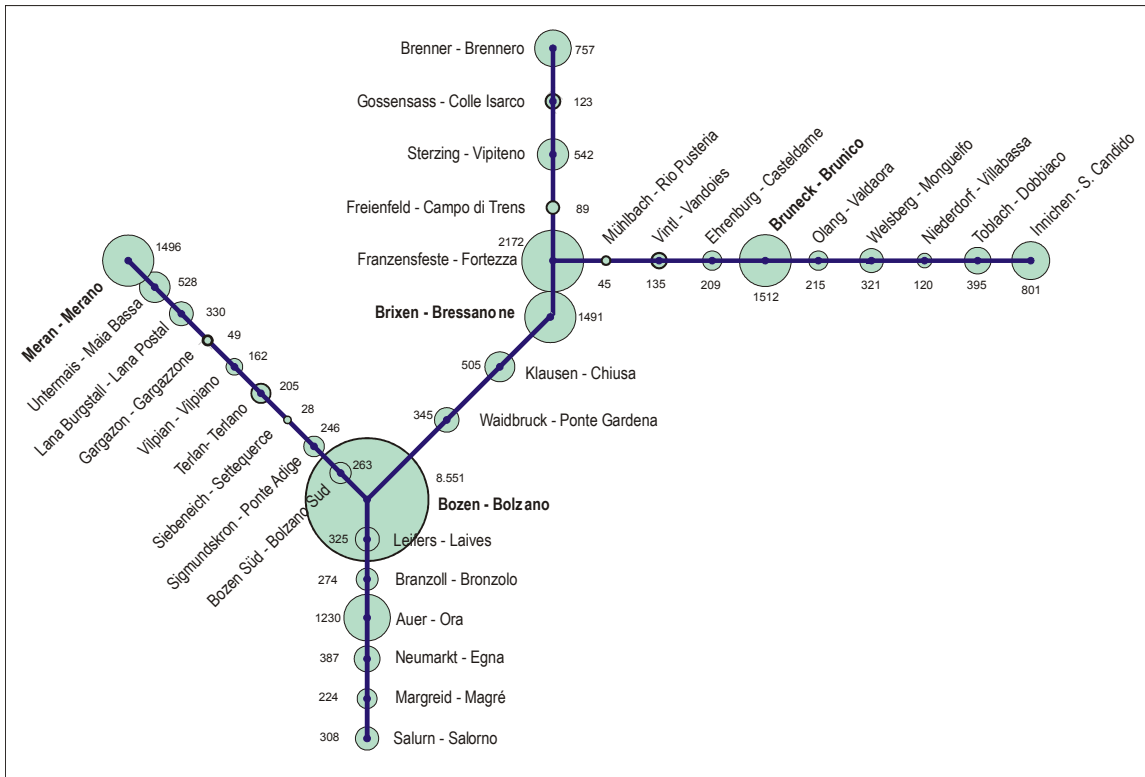 Brenner - Brennero
757
Gossensass - Colle Isarco
123
Sterzing - Vipiteno
542
Freienfeld - Campo di Trens
89
Franzensfeste - Fortezza
2172
Mühlbach - Rio Pusteria
45
Vintl - Vandoies
135
Ehrenburg - Casteldarne
209
Bruneck - Brunico
1512
Olang - Valdaora
215
Welsberg - Monguelfo
321
Niederdorf - Villabassa
120
Toblach - Dobbiaco
395
Innichen - S. Candido
801
Brixen - Bressanone
1491
505
Klausen - Chiusa
345
Waidbruck - Ponte Gardena
Meran - Merano
1496
Untermais - Maia Bassa
528
Lana Burgstall - Lana Postal
330
Gargazon - Gargazzone
49
Vilpian - Vilpiano
162
Terlan- Terlano
205
Siebeneich - Settequerce
28
Sigmundskron - Ponte Adige
246
Bozen Süd - Bolzano Sud
263
8.551
Bozen - Bolzano
325
Leifers - Laives
274
Branzoll - Bronzolo
1230
Auer - Ora
387
Neumarkt - Egna
224
Margreid - Magré
308
Salurn - Salorno